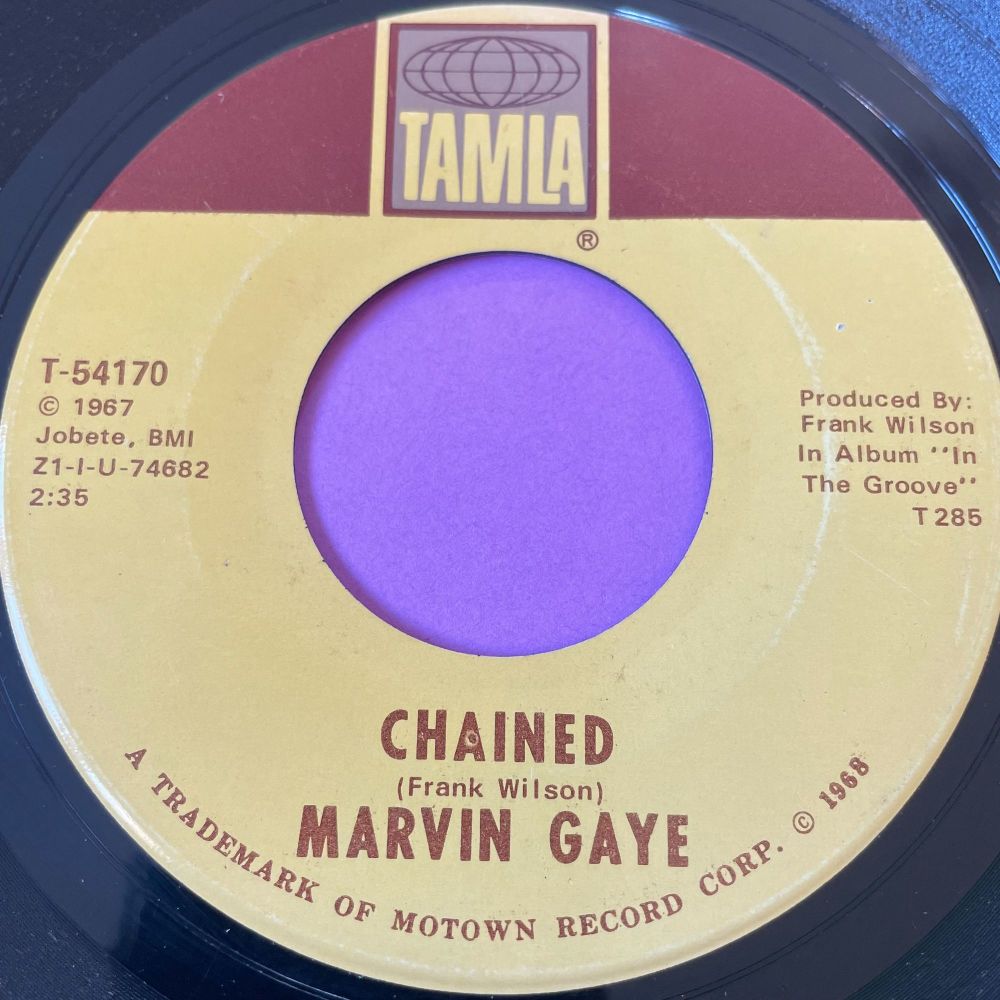 TAMLA
®
T-54170
© 1967
Jobete, BMI
Z1-I-U-74682
2:35
Produced By:
Frank Wilson
In Album "In
The Groove"
T 285
CHAINED
(Frank Wilson)
MARVIN GAYE
A TRADEMARK OF MOTOWN RECORD CORP. © 1968